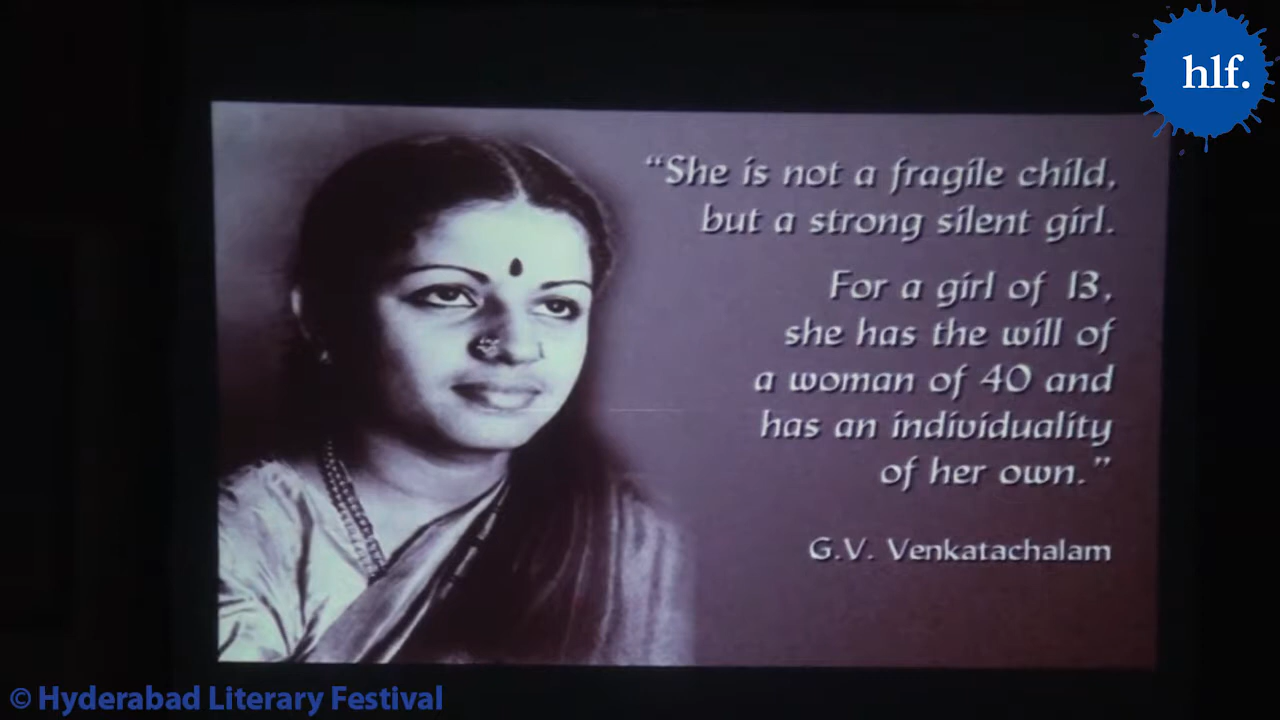 hlf.
“She is not a fragile child,
but a strong silent girl.
For a girl of 13,
she has the will of
a woman of 40 and
has an individuality
of her own.”
G.V. Venkatachalam
© Hyderabad Literary Festival